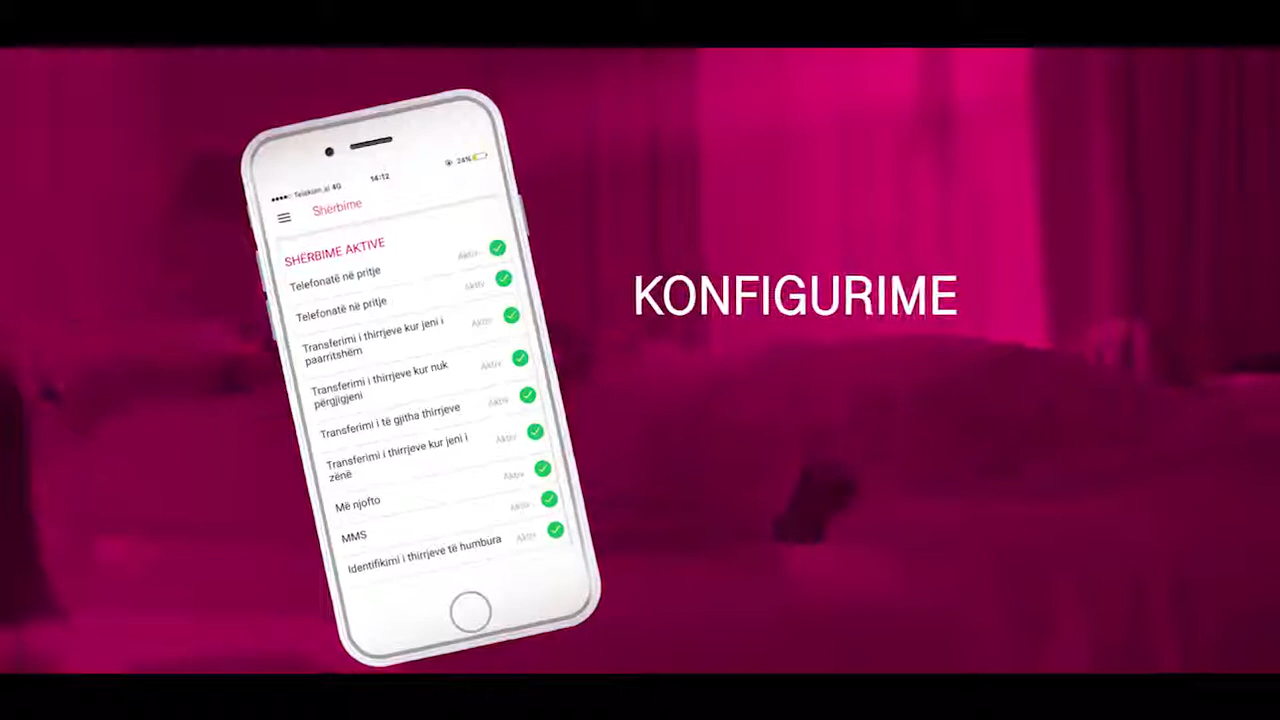 Telekom.al 4G 14:12 24%
Shërbime
SHËRBIME AKTIVE
Telefonatë në pritje Aktiv
Telefonatë në pritje Aktiv
Transferimi i thirrjeve kur jeni i Aktiv
paarritshëm
Transferimi i thirrjeve kur nuk Aktiv
përgjigjeni
Transferimi i të gjitha thirrjeve Aktiv
Transferimi i thirrjeve kur jeni i Aktiv
zënë
Më njofto Aktiv
MMS Aktiv
Identifikimi i thirrjeve të humbura Aktiv
KONFIGURIME